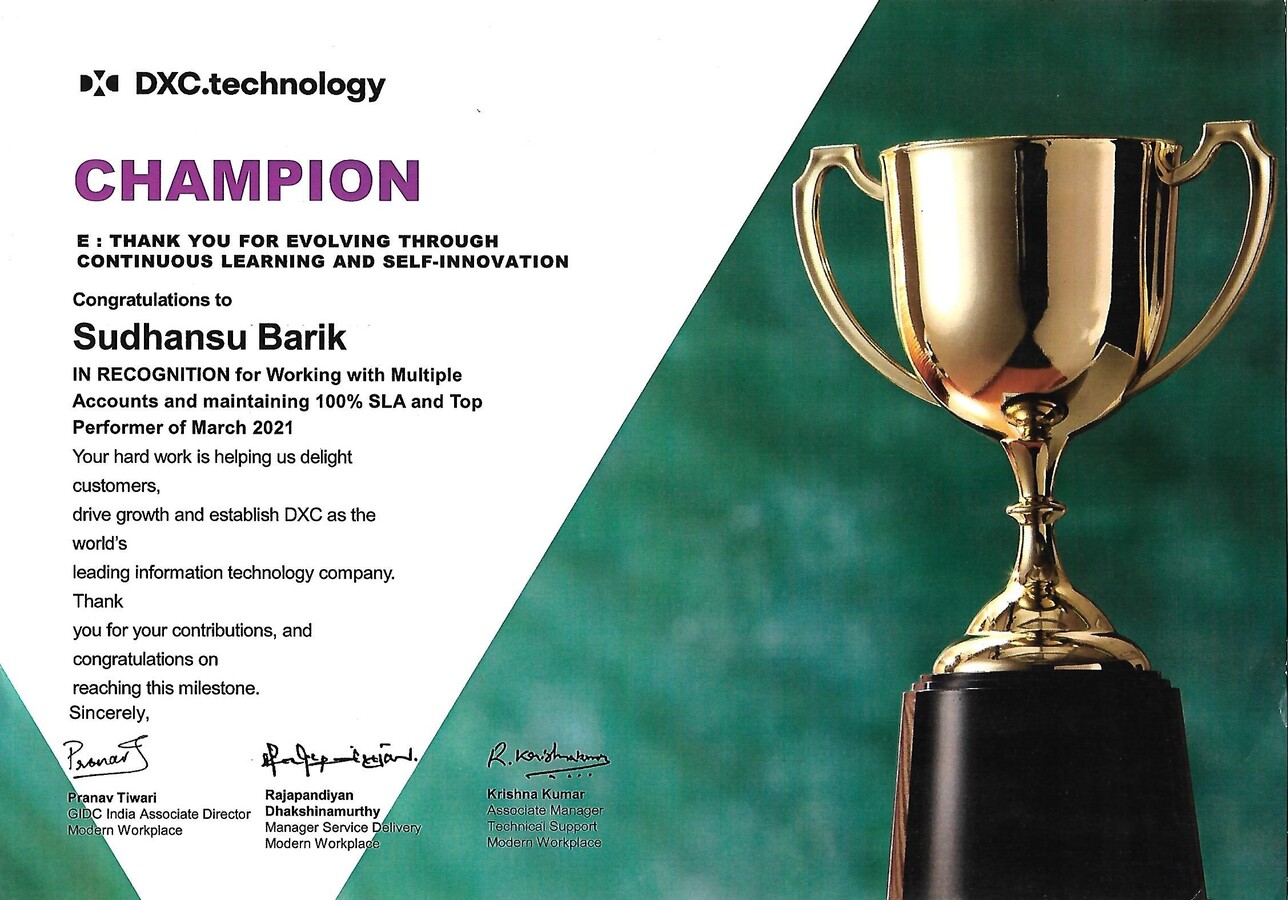 DXC.technology
CHAMPION
E : THANK YOU FOR EVOLVING THROUGH
CONTINUOUS LEARNING AND SELF-INNOVATION
Congratulations to
Sudhansu Barik
IN RECOGNITION for Working with Multiple
Accounts and maintaining 100% SLA and Top
Performer of March 2021
Your hard work is helping us delight
customers,
drive growth and establish DXC as the
world's
leading information technology company.
Thank
you for your contributions, and
congratulations on
reaching this milestone.
Sincerely,
Pranav T
R. Krishnakumar
Pranav Tiwari
GIDC India Associate Director
Modern Workplace
Rajapandiyan
Dhakshinamurthy
Manager Service Delivery
Modern Workplace
Krishna Kumar
Associate Manager
Technical Support
Modern Workplace